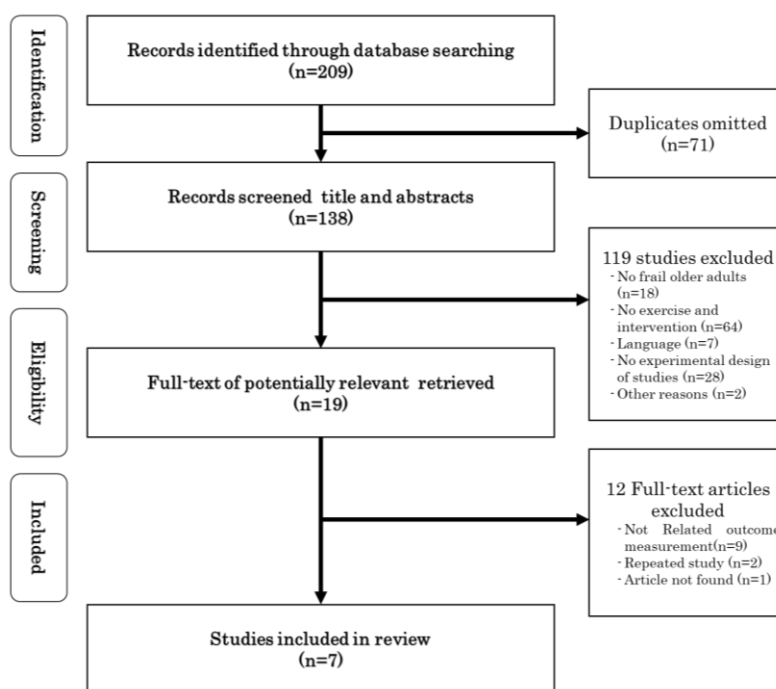 Identification
Records identified through database searching
(n=209)
Duplicates omitted
(n=71)
Screening
Records screened title and abstracts
(n=138)
119 studies excluded
- No frail older adults
(n=18)
- No exercise and
intervention (n=64)
- Language (n=7)
- No experimental design
of studies (n=28)
- Other reasons (n=2)
Eligibility
Full-text of potentially relevant retrieved
(n=19)
Included
12 Full-text articles
excluded
- Not Related outcome
measurement(n=9)
- Repeated study (n=2)
- Article not found (n=1)
Studies included in review
(n=7)